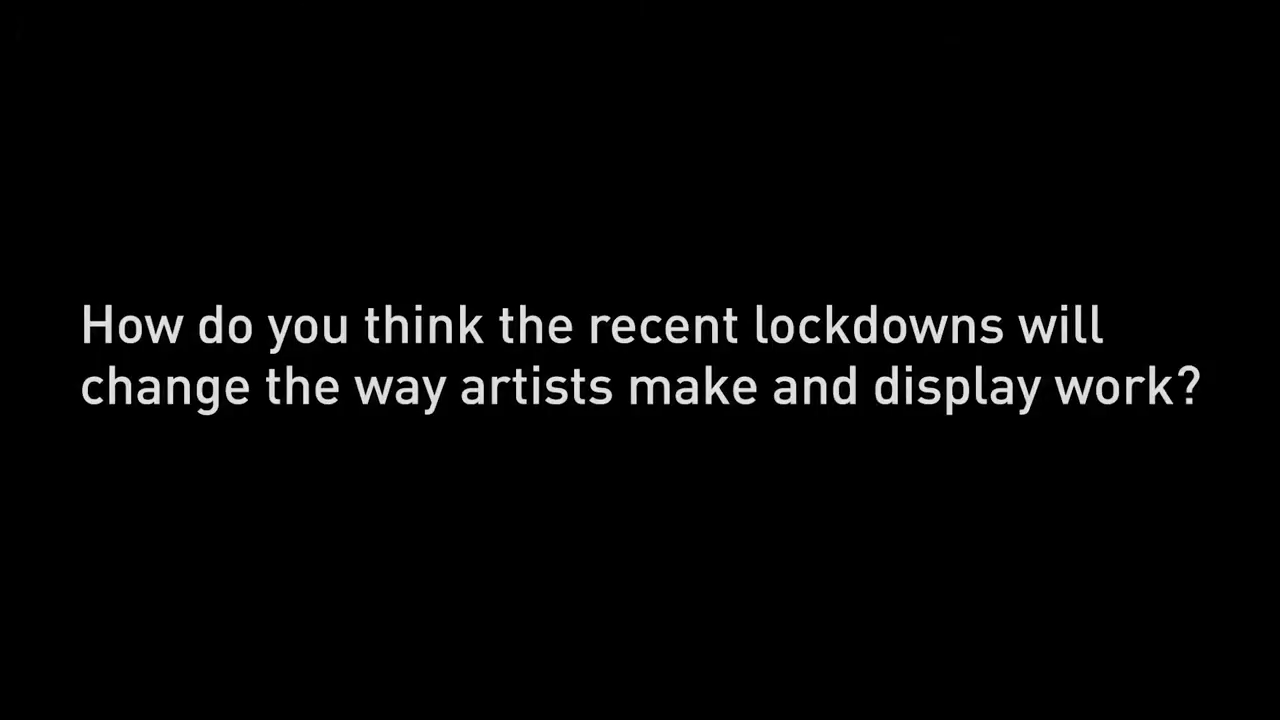 How do you think the recent lockdowns will
change the way artists make and display work?